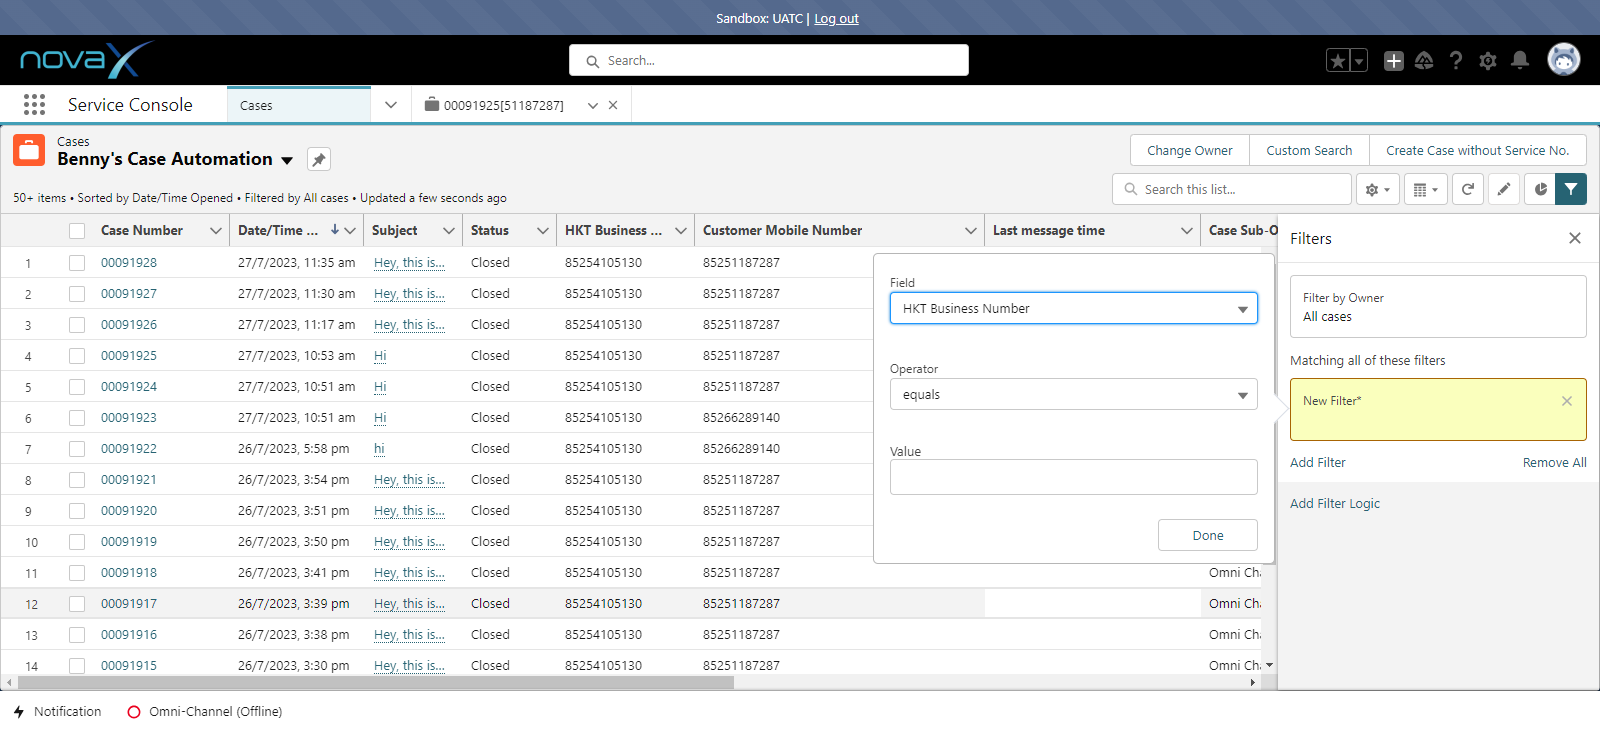 Sandbox: UATC | Log out
novaX
Search...
Service Console
Cases
00091925[51187287]
Cases
Benny's Case Automation
Change Owner
Custom Search
Create Case without Service No.
50+ items • Sorted by Date/Time Opened • Filtered by All cases • Updated a few seconds ago
Search this list...
Case Number Date/Time ... Subject Status HKT Business ... Customer Mobile Number Last message time Case Sub-O
1 00091928 27/7/2023, 11:35 am Hey, this is... Closed 85254105130 85251187287
2 00091927 27/7/2023, 11:30 am Hey, this is... Closed 85254105130 85251187287
3 00091926 27/7/2023, 11:17 am Hey, this is... Closed 85254105130 85251187287
4 00091925 27/7/2023, 10:53 am Hi Closed 85254105130 85251187287
5 00091924 27/7/2023, 10:51 am Hi Closed 85254105130 85251187287
6 00091923 27/7/2023, 10:51 am Hi Closed 85254105130 85266289140
7 00091922 26/7/2023, 5:58 pm hi Closed 85254105130 85266289140
8 00091921 26/7/2023, 3:54 pm Hey, this is... Closed 85254105130 85251187287
9 00091920 26/7/2023, 3:51 pm Hey, this is... Closed 85254105130 85251187287
10 00091919 26/7/2023, 3:50 pm Hey, this is... Closed 85254105130 85251187287
11 00091918 26/7/2023, 3:41 pm Hey, this is... Closed 85254105130 85251187287 Omni Cha
12 00091917 26/7/2023, 3:39 pm Hey, this is... Closed 85254105130 85251187287 Omni Cha
13 00091916 26/7/2023, 3:38 pm Hey, this is... Closed 85254105130 85251187287 Omni Cha
14 00091915 26/7/2023, 3:30 pm Hey, this is... Closed 85254105130 85251187287 Omni Cha
Field
HKT Business Number
Operator
equals
Value
Done
Filters
Filter by Owner
All cases
Matching all of these filters
New Filter*
Add Filter
Remove All
Add Filter Logic
Notification
Omni-Channel (Offline)